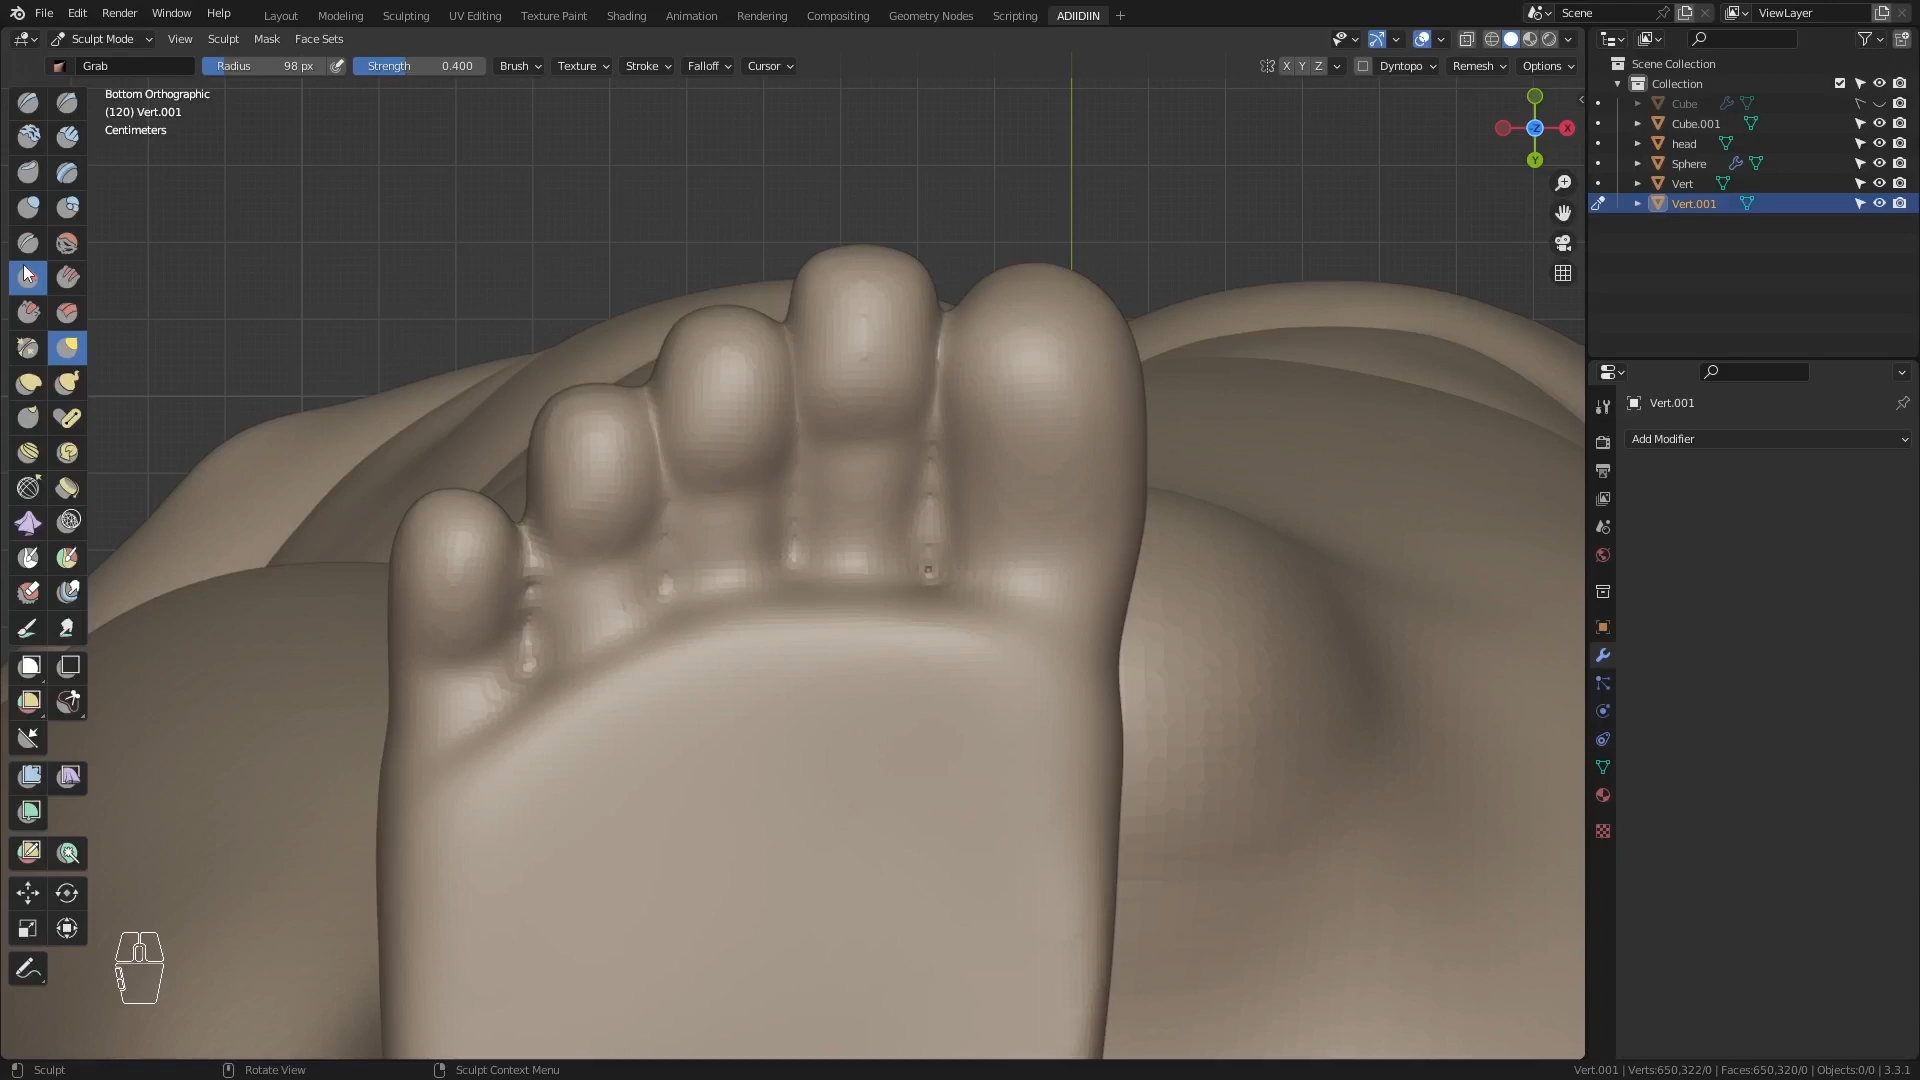 File Edit Render Window Help Layout Modeling Sculpting UV Editing Texture Paint Shading Animation Rendering Compositing Geometry Nodes Scripting ADIIDIIN Scene ViewLayer
Sculpt Mode View Sculpt Mask Face Sets
Grab Radius 98 px Strength 0.400 Brush Texture Stroke Falloff Cursor X Y Z Dyntopo Remesh Options
Bottom Orthographic
(120) Vert.001
Centimeters
-Z X Y
Scene Collection
Collection
Cube
Cube.001
head
Sphere
Vert
Vert.001
Vert.001
Add Modifier
Sculpt Rotate View Sculpt Context Menu Vert.001 | Verts:650,322/0 | Faces:650,320/0 | Objects:0/0 | 3.3.1